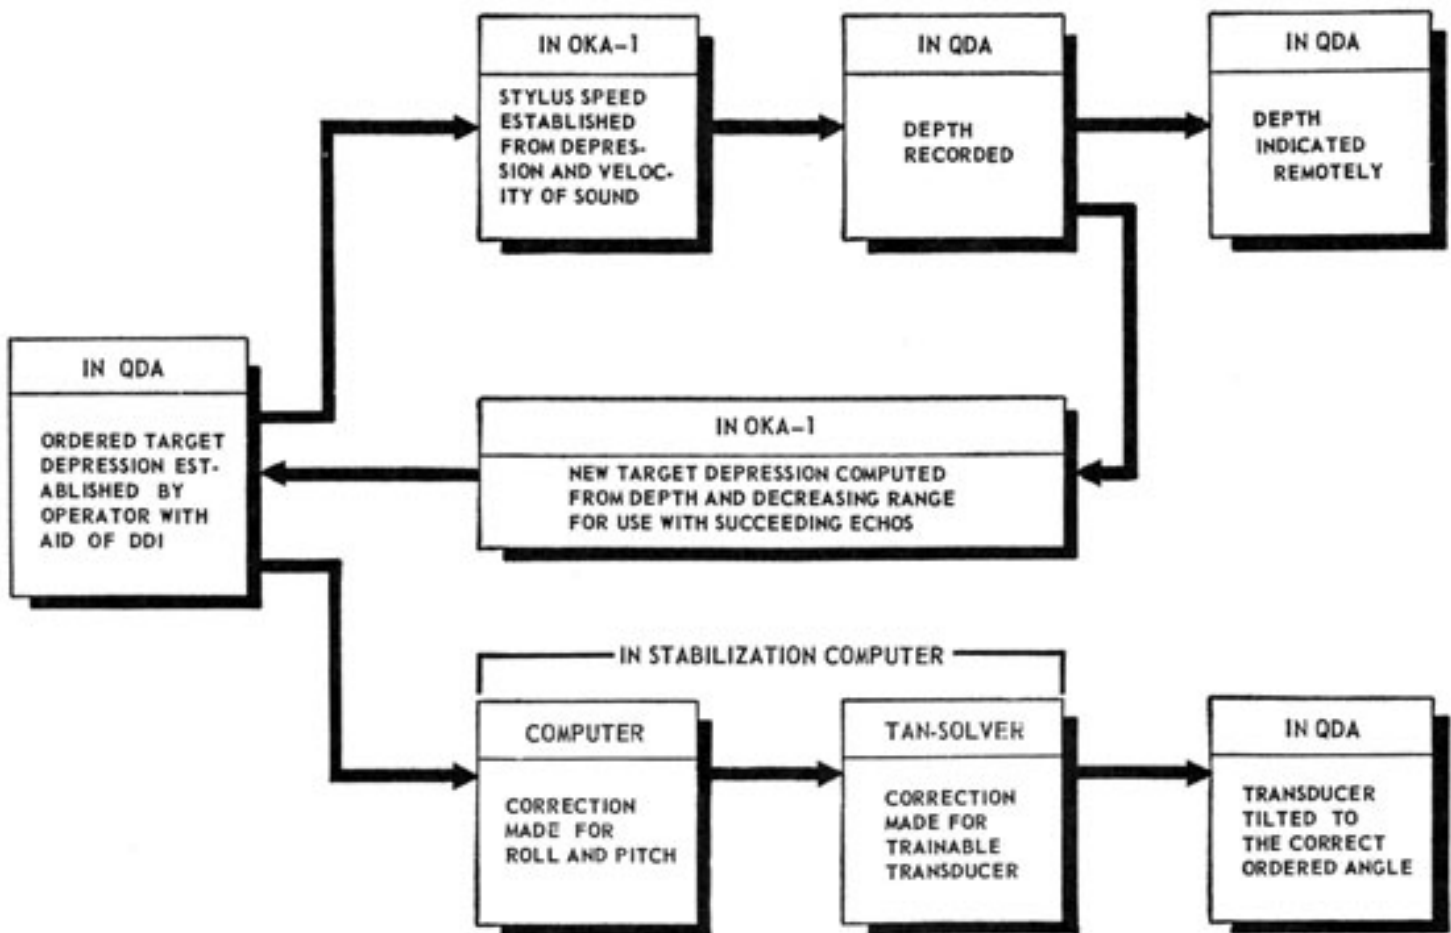 IN OKA-1
STYLUS SPEED
ESTABLISHED
FROM DEPRES-
SION AND VELOC-
ITY OF SOUND
IN QDA
DEPTH
RECORDED
IN QDA
DEPTH
INDICATED
REMOTELY
IN QDA
ORDERED TARGET
DEPRESSION EST-
ABLISHED BY
OPERATOR WITH
AID OF DDI
IN OKA-1
NEW TARGET DEPRESSION COMPUTED
FROM DEPTH AND DECREASING RANGE
FOR USE WITH SUCCEEDING ECHOS
IN STABILIZATION COMPUTER
COMPUTER
CORRECTION
MADE FOR
ROLL AND PITCH
TAN-SOLVER
CORRECTION
MADE FOR
TRAINABLE
TRANSDUCER
IN QDA
TRANSDUCER
TILTED TO
THE CORRECT
ORDERED ANGLE